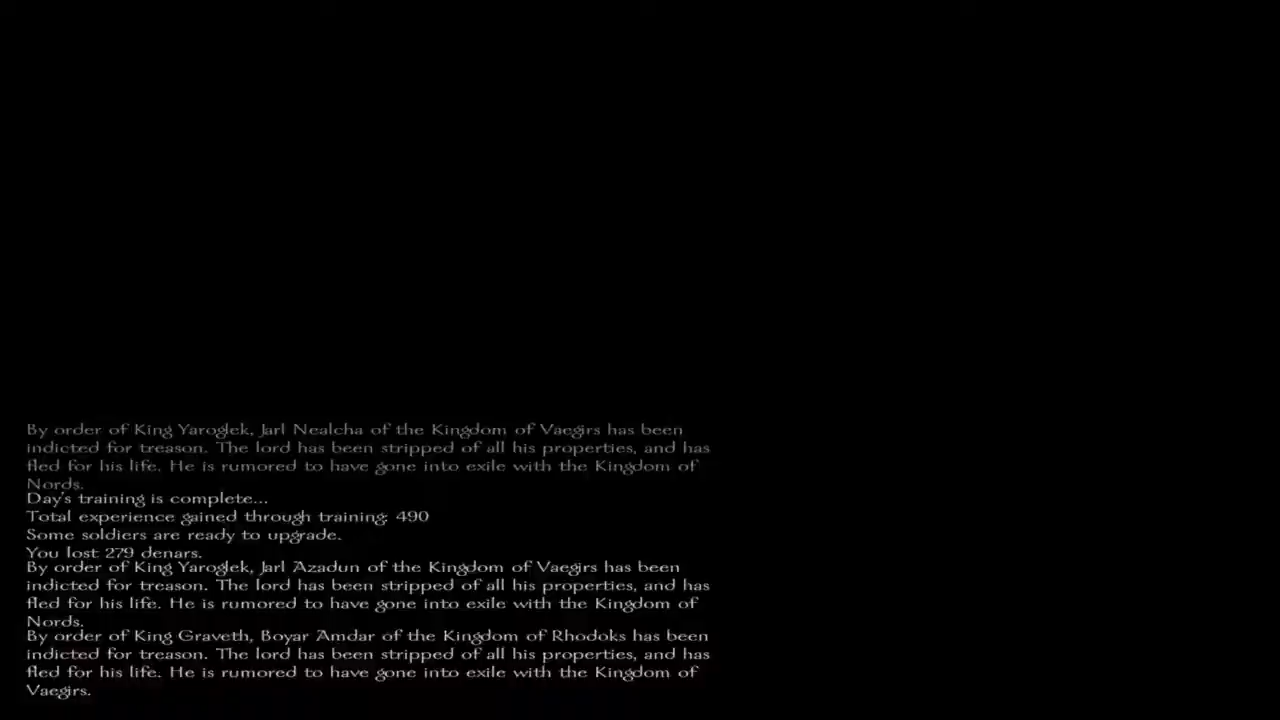 By order of King Yaroglek, Jarl Nealcha of the Kingdom of Vaegirs has been
indicted for treason. The lord has been stripped of all his properties, and has
fled for his life. He is rumored to have gone into exile with the Kingdom of
Nords.
Day's training is complete...
Total experience gained through training: 490
Some soldiers are ready to upgrade.
You lost 279 denars.
By order of King Yaroglek, Jarl Azadun of the Kingdom of Vaegirs has been
indicted for treason. The lord has been stripped of all his properties, and has
fled for his life. He is rumored to have gone into exile with the Kingdom of
Nords.
By order of King Graveth, Boyar Amdar of the Kingdom of Rhodoks has been
indicted for treason. The lord has been stripped of all his properties, and has
fled for his life. He is rumored to have gone into exile with the Kingdom of
Vaegirs.